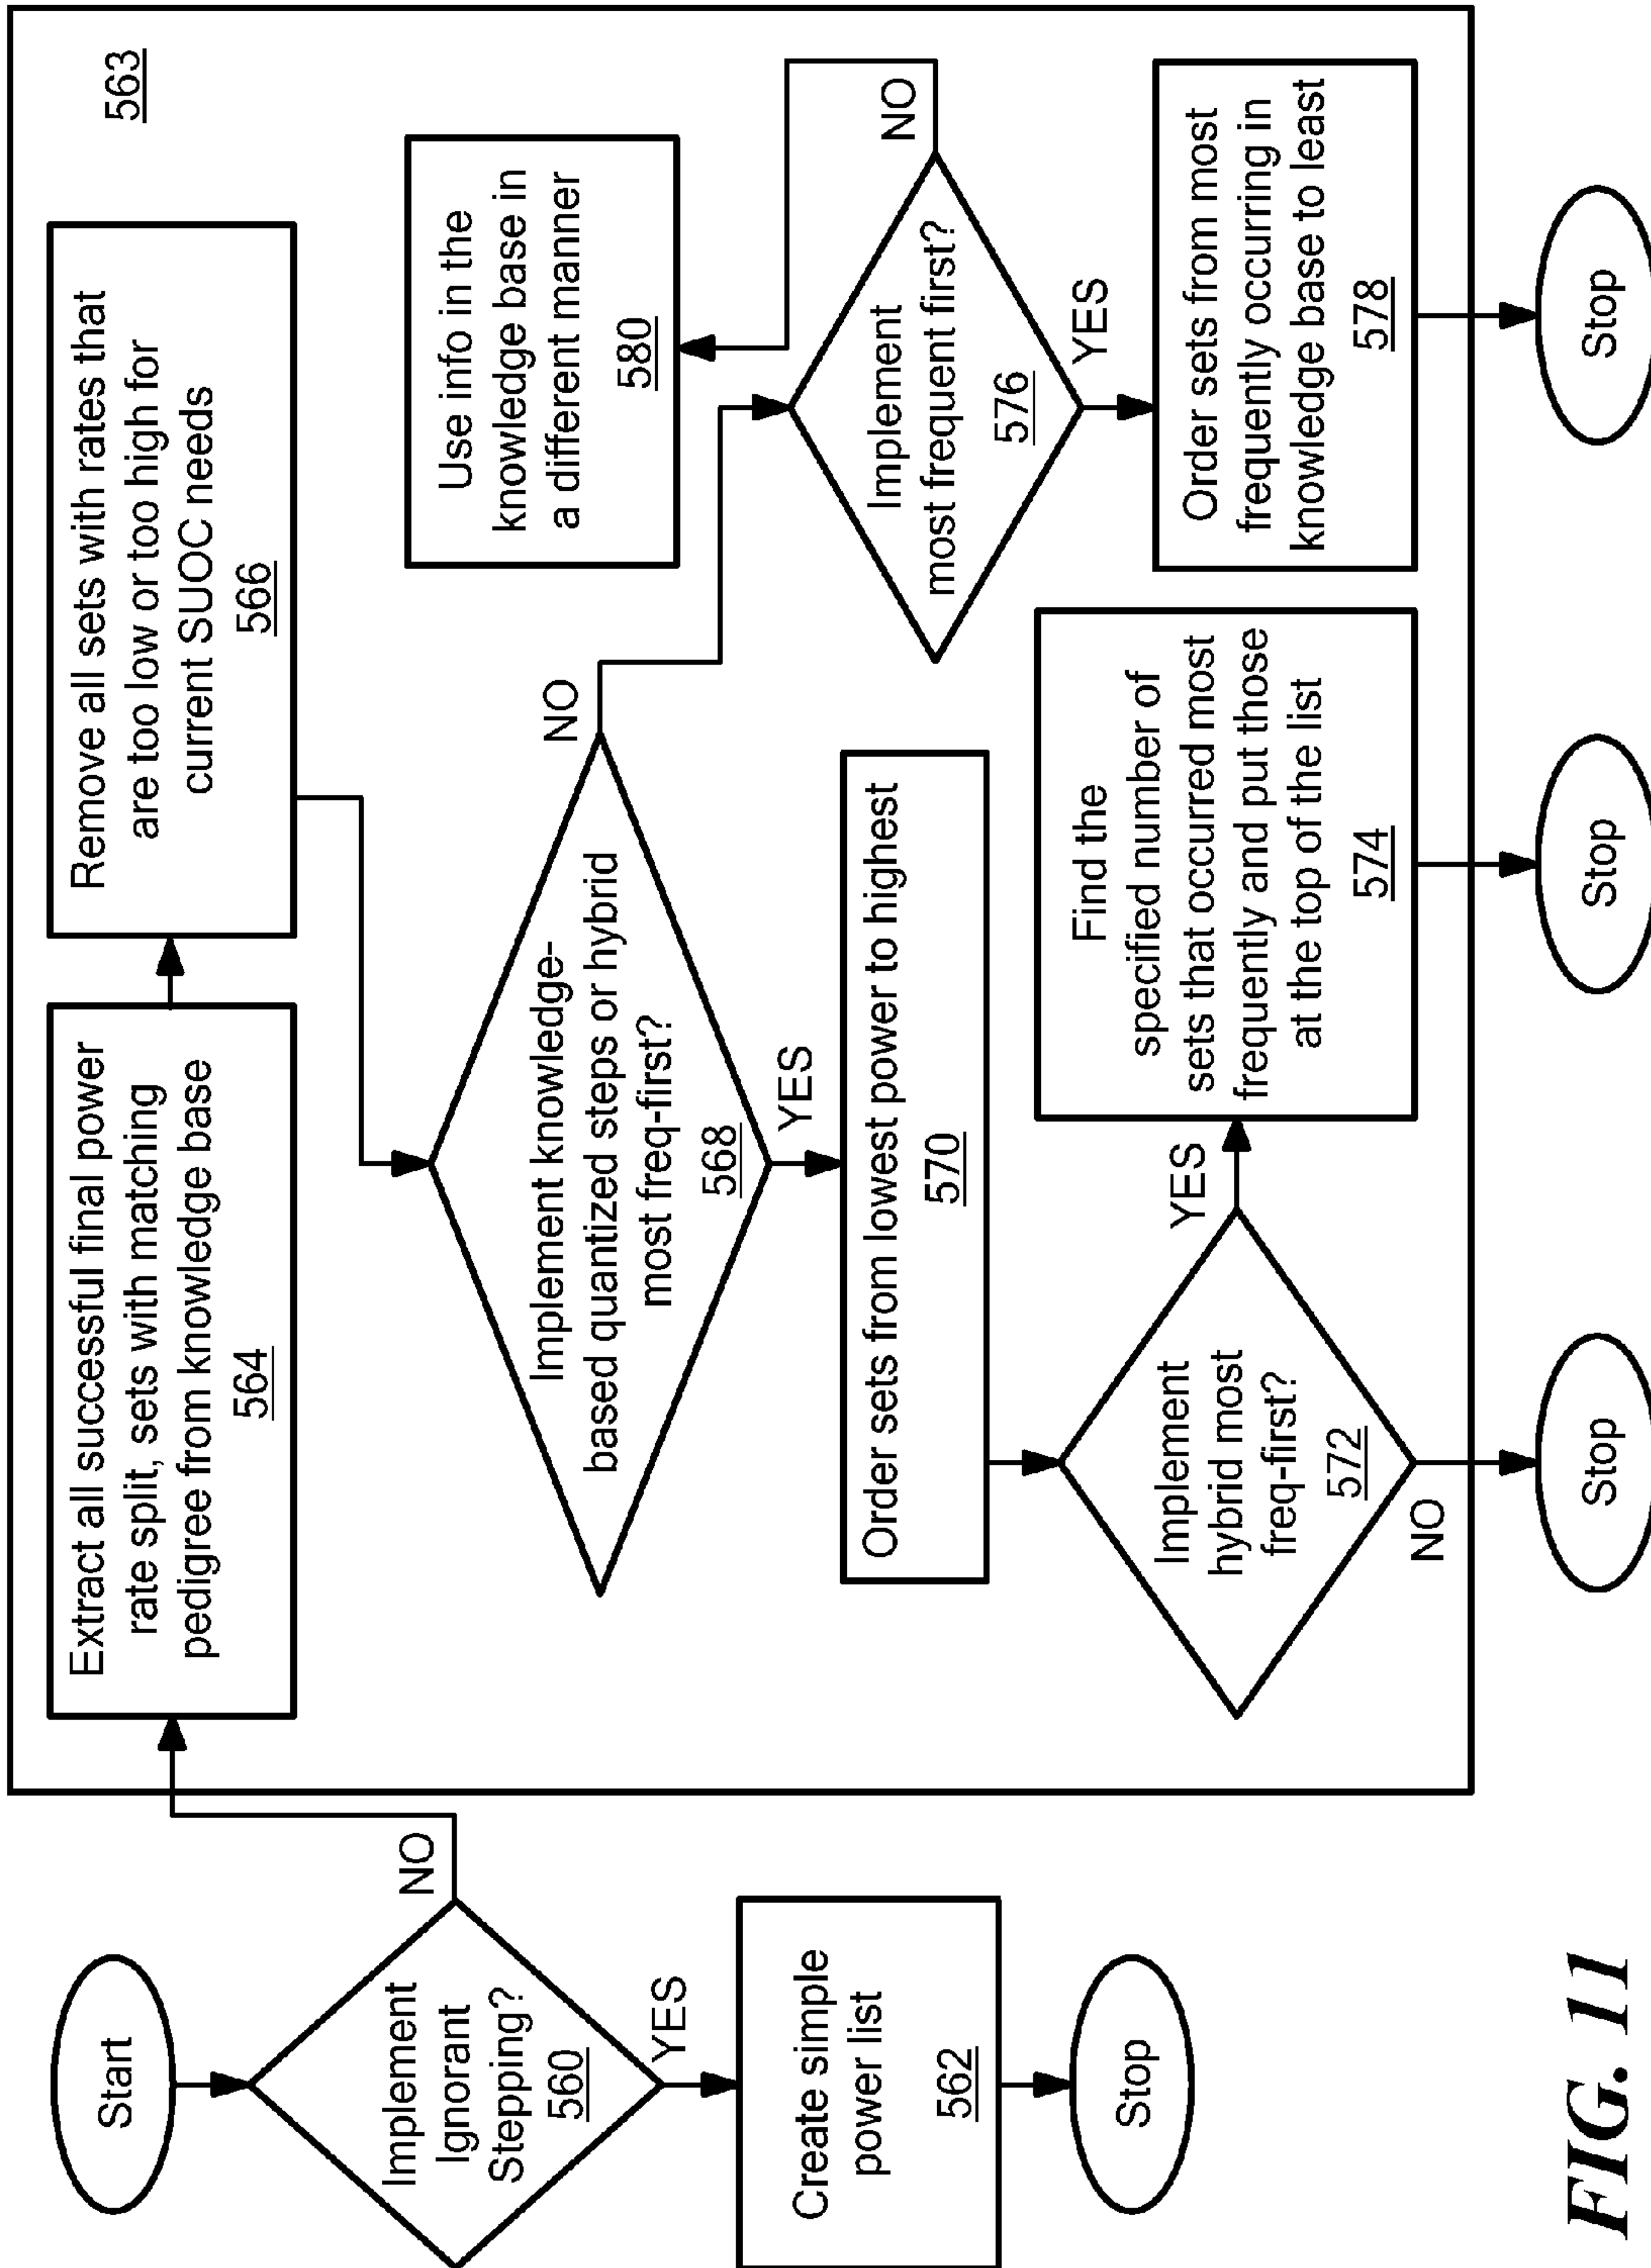 Start
Implement
Ignorant
Stepping?
560
NO
YES
Create simple
power list
562
Stop
563
Extract all successful final power
rate split, sets with matching
pedigree from knowledge base
564
Remove all sets with rates that
are too low or too high for
current SUOC needs
566
Implement knowledge-
based quantized steps or hybrid
most freq-first?
568
NO
YES
Order sets from lowest power to highest
570
Implement
hybrid most
freq-first?
572
YES
NO
Stop
Find the
specified number of
sets that occurred most
frequently and put those
at the top of the list
574
Stop
Use info in the
knowledge base in
a different manner
580
Implement
most frequent first?
576
NO
YES
Order sets from most
frequently occurring in
knowledge base to least
578
Stop
FIG. 11